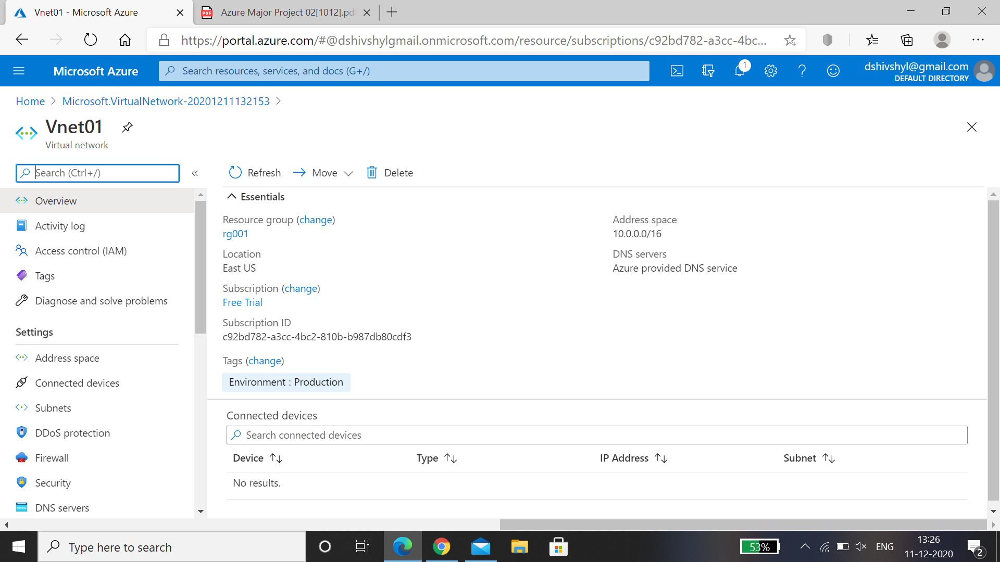 Vnet01 - Microsoft Azure
PDF
Azure Major Project 02[1012].pdf
https://portal.azure.com/#@dshivshylgmail.onmicrosoft.com/resource/subscriptions/c92bd782-a3cc-4bc...
Microsoft Azure
Search resources, services, and docs (G+/)
1
dshivshyl@gmail.com
DEFAULT DIRECTORY
Home > Microsoft.VirtualNetwork-20201211132153 >
Vnet01
Virtual network
Search (Ctrl+/)
«
Refresh
Move
Delete
Overview
Activity log
Access control (IAM)
Tags
Diagnose and solve problems
Settings
Address space
Connected devices
Subnets
DDoS protection
Firewall
Security
www
DNS servers
Essentials
Resource group (change)
rg001
Location
East US
Subscription (change)
Free Trial
Subscription ID
c92bd782-a3cc-4bc2-810b-b987db80cdf3
Tags (change)
Environment : Production
Address space
10.0.0.0/16
DNS servers
Azure provided DNS service
Connected devices
Search connected devices
Device Type IP Address Subnet
No results.
Type here to search
53%
ENG
13:26
11-12-2020
2